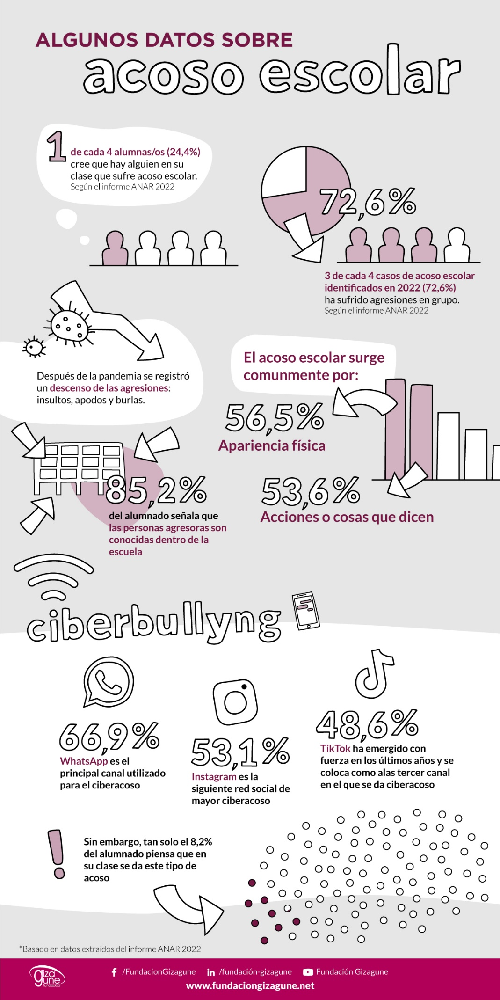 ALGUNOS DATOS SOBRE
acoso escolar
1
de cada 4 alumnas/os (24,4%)
cree que hay alguien en su
clase que sufre acoso escolar.
Según el informe ANAR 2022
72,6%
3 de cada 4 casos de acoso escolar
identificados en 2022 (72,6%)
ha sufrido agresiones en grupo.
Según el informe ANAR 2022
Después de la pandemia se registró
un descenso de las agresiones:
insultos, apodos y burlas.
El acoso escolar surge
comunmente por:
56,5%
Apariencia física
53,6%
Acciones o cosas que dicen
85,2%
del alumnado señala que
las personas agresoras son
conocidas dentro de la
escuela
ciberbullyng
66,9%
WhatsApp es el
principal canal utilizado
para el ciberacoso
53,1%
Instagram es la
siguiente red social de
mayor ciberacoso
48,6%
TikTok ha emergido con
fuerza en los últimos años y se
coloca como alas tercer canal
en el que se da ciberacoso
Sin embargo, tan solo el 8,2%
del alumnado piensa que en
su clase se da este tipo de
acoso
*Basado en datos extraídos del informe ANAR 2022
giza
gune
fundazioa
/FundacionGizagune
/fundación-gizagune
Fundación Gizagune
www.fundaciongizagune.net